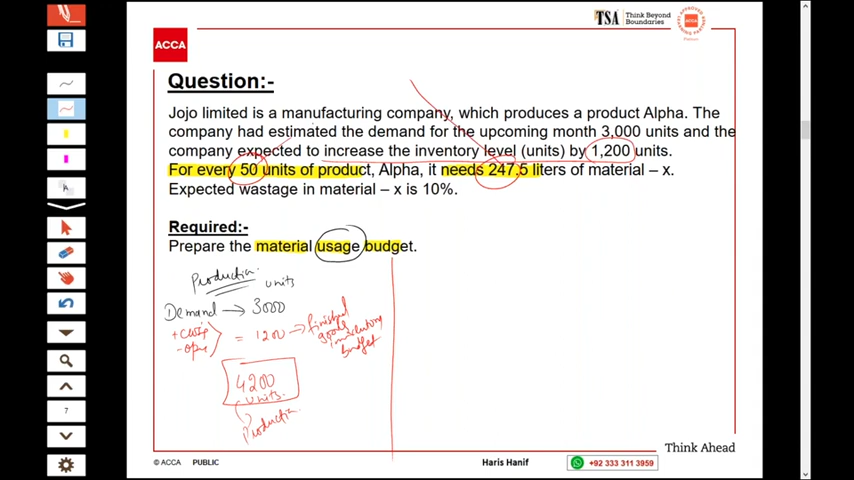 TSA Think Beyond Boundaries
ACCA
Question:-
Jojo limited is a manufacturing company, which produces a product Alpha. The
company had estimated the demand for the upcoming month 3,000 units and the
company expected to increase the inventory level (units) by 1,200 units.
For every 50 units of product, Alpha, it needs 247.5 liters of material – x.
Expected wastage in material – x is 10%.
Required:-
Prepare the material usage budget.
Production
units
Demand → 3000
= 1200 → finished
goods
inventory
budget
4200
units.
Production
7
Think Ahead
© ACCA PUBLIC
Haris Hanif
+92 333 311 3959